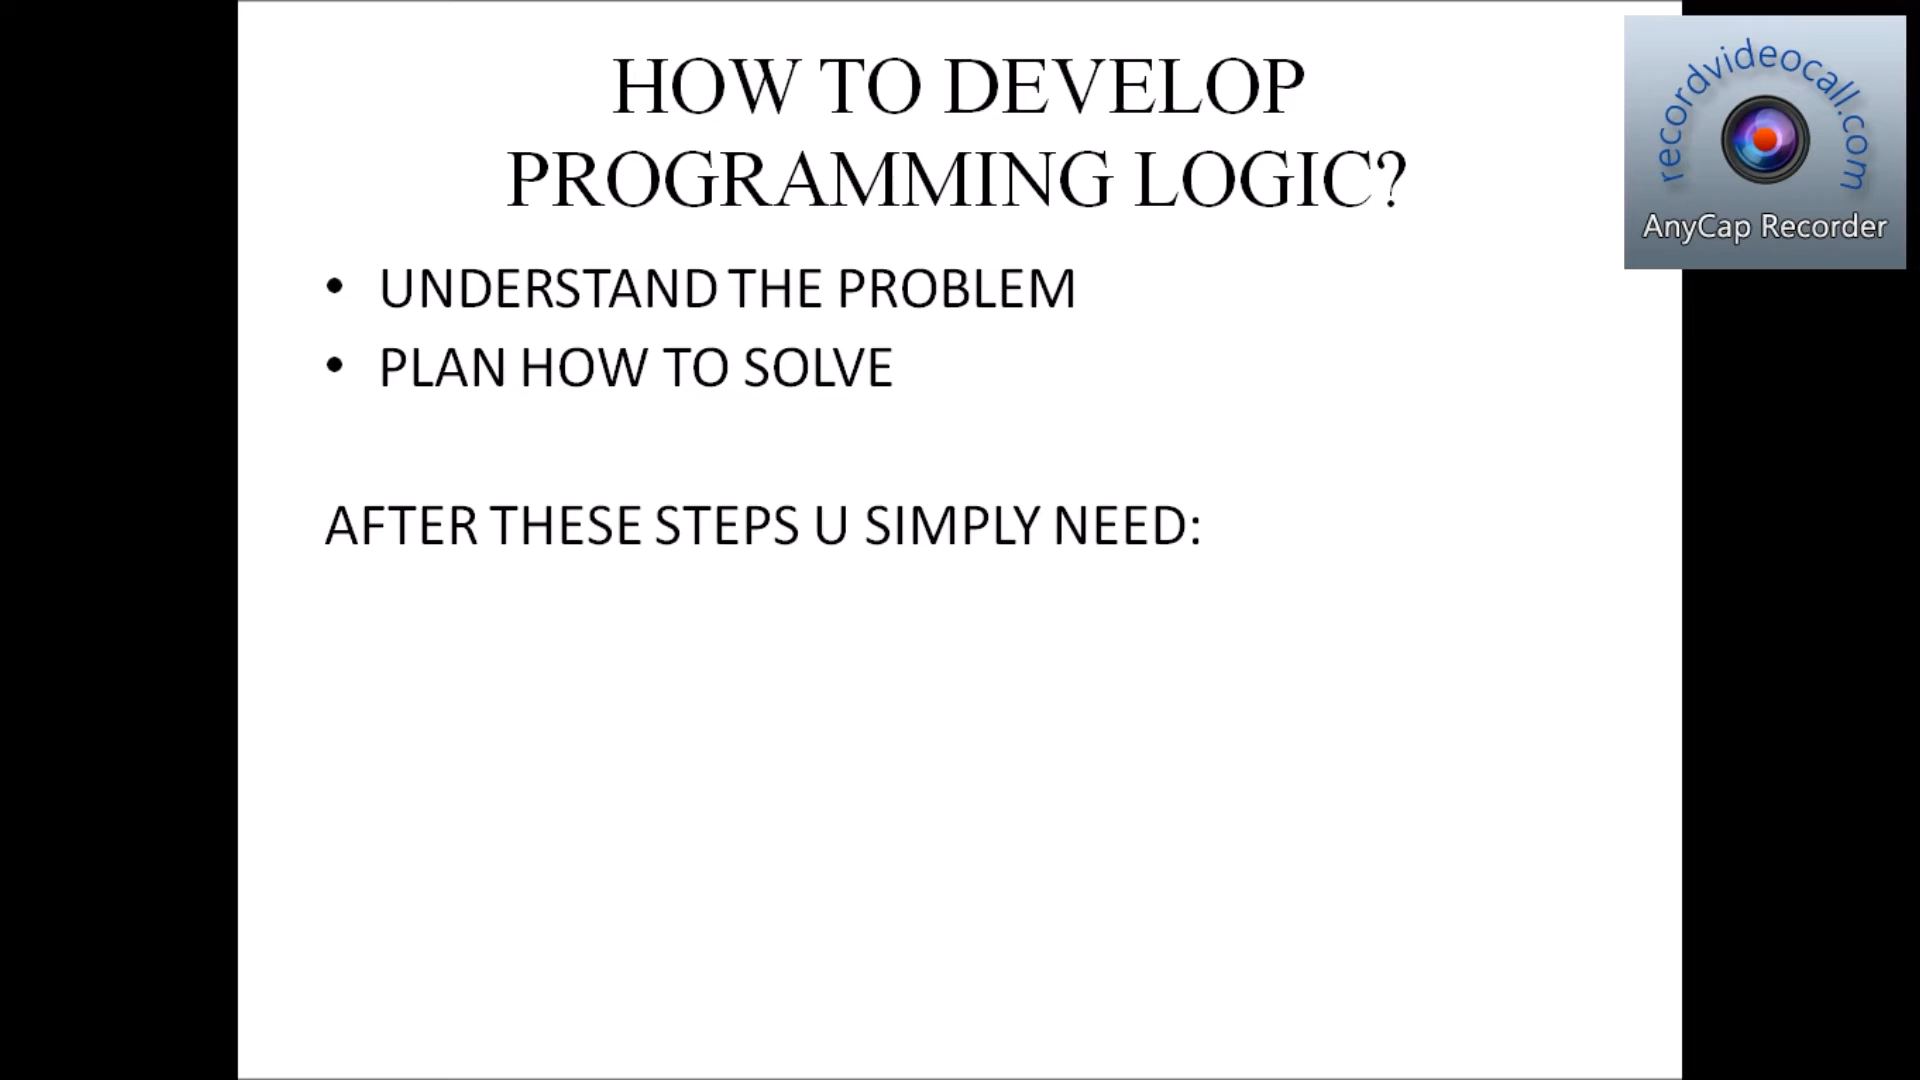 HOW TO DEVELOP
PROGRAMMING LOGIC?
• UNDERSTAND THE PROBLEM
• PLAN HOW TO SOLVE
AFTER THESE STEPS U SIMPLY NEED:
recordvideocall.com
AnyCap Recorder